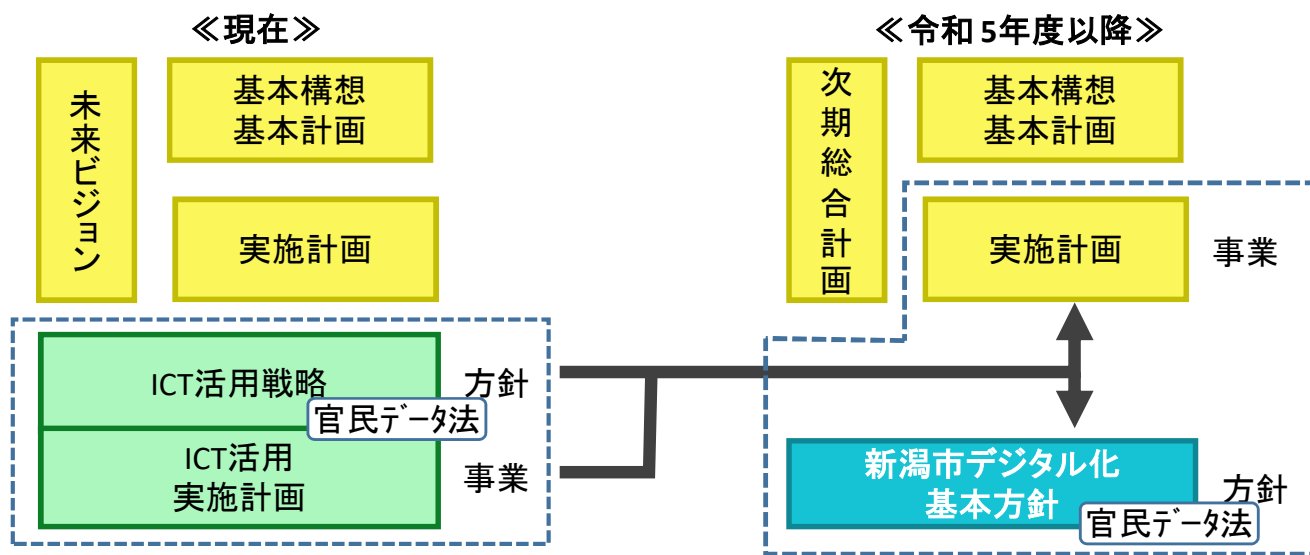 ≪現在≫
未来ビジョン
基本構想
基本計画
実施計画
ICT活用戦略
方針
官民ﾃﾞｰﾀ法
ICT活用
実施計画
事業
≪令和5年度以降≫
次期総合計画
基本構想
基本計画
実施計画
事業
新潟市デジタル化
基本方針
方針
官民ﾃﾞｰﾀ法